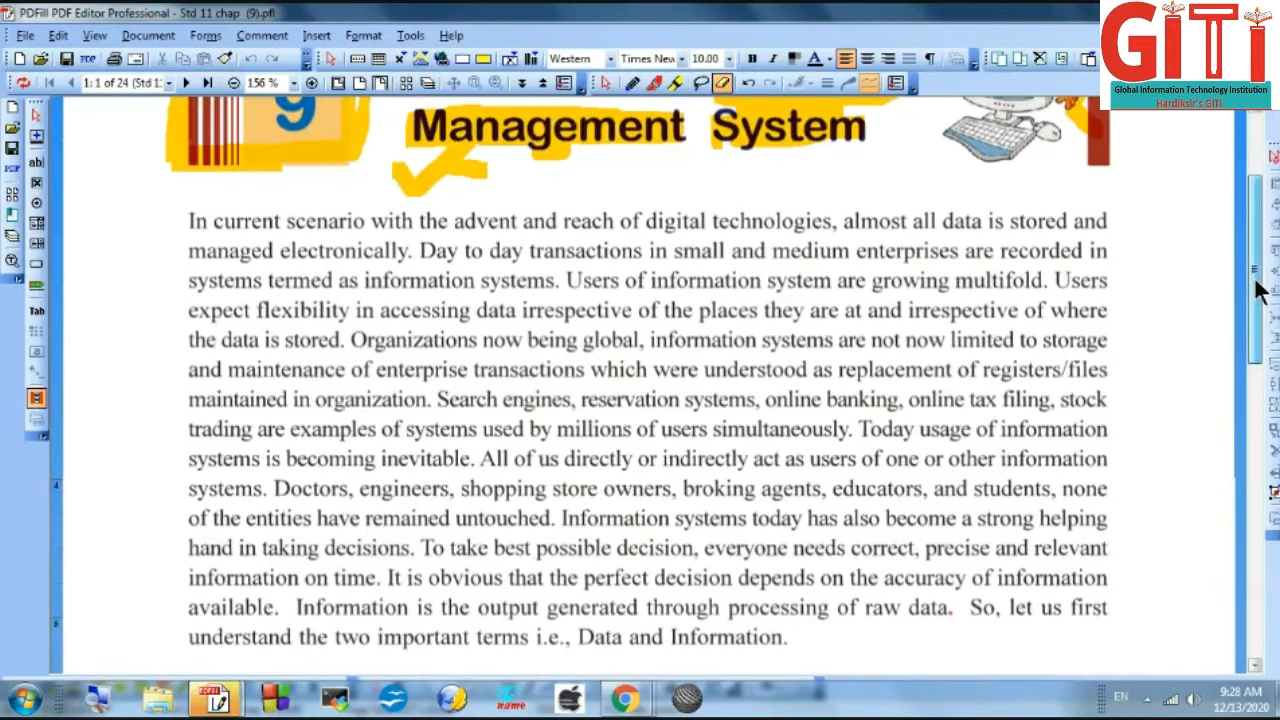 PDFill PDF Editor Professional - Std 11 chap (9).pfl
File Edit View Document Forms Comment Insert Format Tools Help
Western Times New 10.00
1:1 of 24 (Std 1: 156 %
GiTi
Global Information Technology Institution
Hardiksir's GiTi
9
Management System
In current scenario with the advent and reach of digital technologies, almost all data is stored and
managed electronically. Day to day transactions in small and medium enterprises are recorded in
systems termed as information systems. Users of information system are growing multifold. Users
expect flexibility in accessing data irrespective of the places they are at and irrespective of where
the data is stored. Organizations now being global, information systems are not now limited to storage
and maintenance of enterprise transactions which were understood as replacement of registers/files
maintained in organization. Search engines, reservation systems, online banking, online tax filing, stock
trading are examples of systems used by millions of users simultaneously. Today usage of information
systems is becoming inevitable. All of us directly or indirectly act as users of one or other information
systems. Doctors, engineers, shopping store owners, broking agents, educators, and students, none
of the entities have remained untouched. Information systems today has also become a strong helping
hand in taking decisions. To take best possible decision, everyone needs correct, precise and relevant
information on time. It is obvious that the perfect decision depends on the accuracy of information
available. Information is the output generated through processing of raw data. So, let us first
understand the two important terms i.e., Data and Information.
EN
9:28 AM
12/13/2020